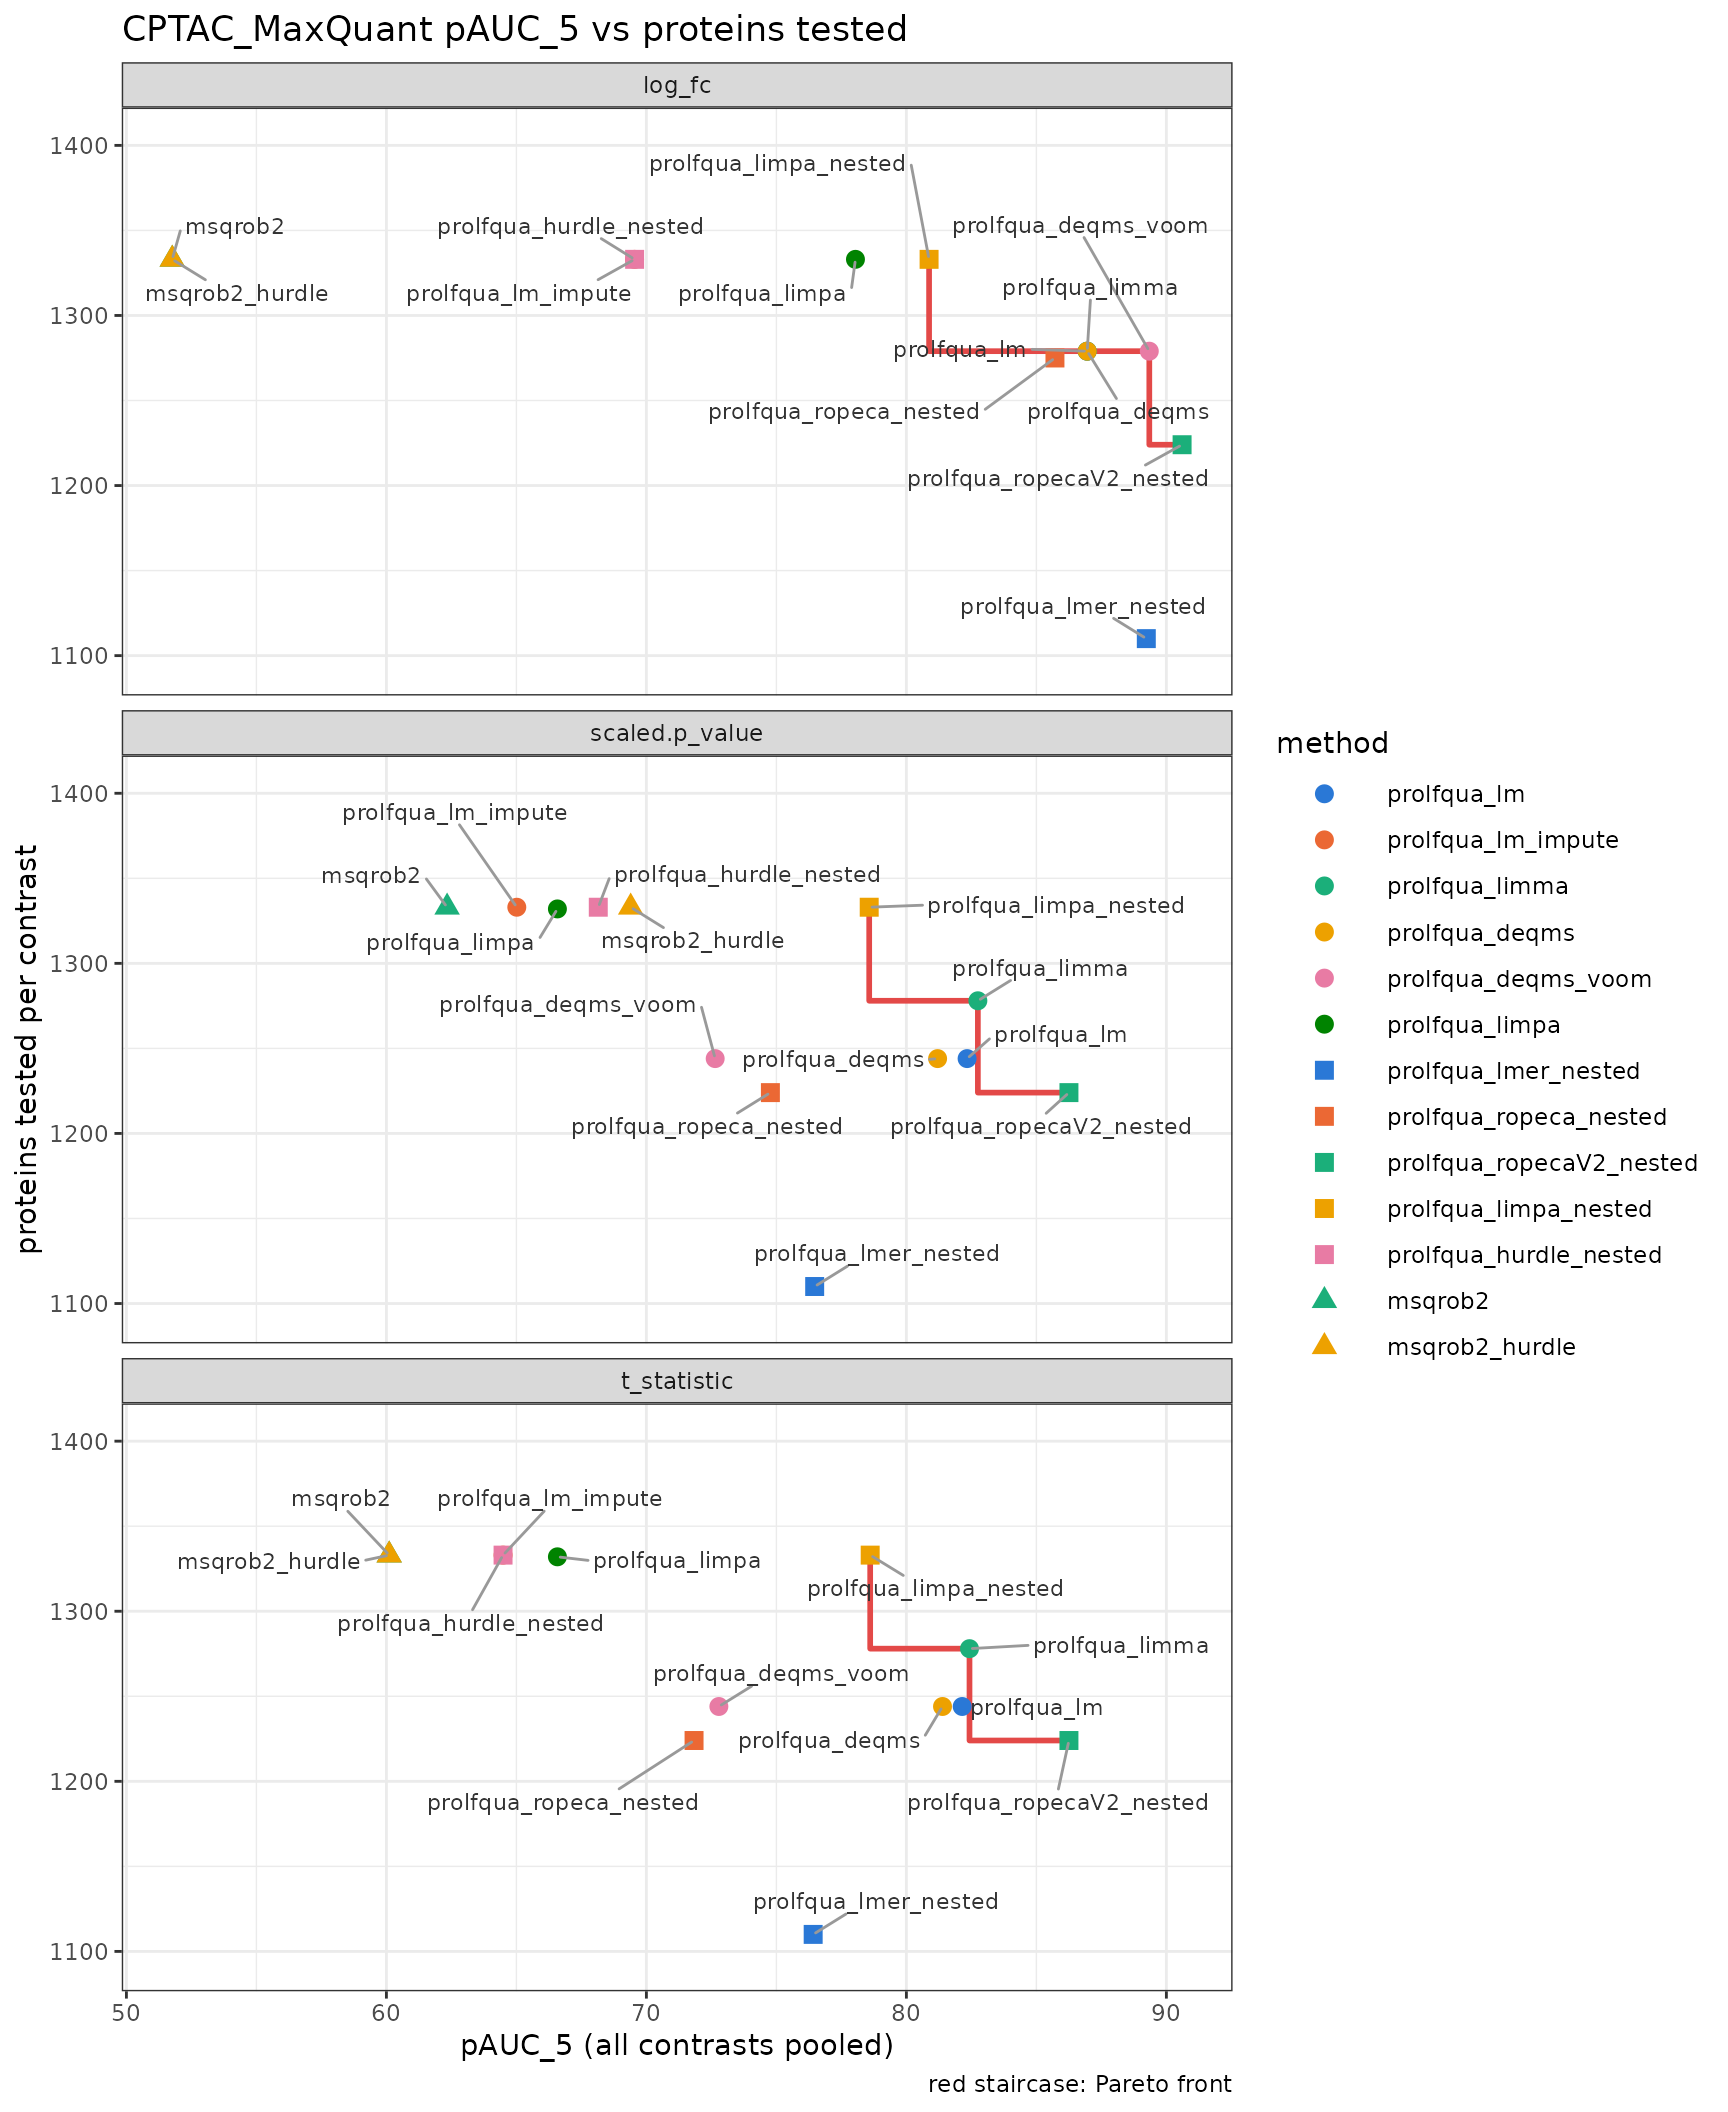 CPTAC_MaxQuant pAUC_5 vs proteins tested
log_fc
1400
prolfqua_limpa_nested
msqrob2
prolfqua_hurdle_nested
prolfqua_deqms_voom
msqrob2_hurdle
prolfqua_lm_impute
prolfqua_limpa
prolfqua_limma
1300
prolfqua_lm
prolfqua_ropeca_nested
prolfqua_deqms
prolfqua_ropecaV2_nested
1200
prolfqua_lmer_nested
1100
scaled.p_value
1400
prolfqua_lm_impute
msqrob2
prolfqua_hurdle_nested
prolfqua_limpa_nested
prolfqua_limpa
msqrob2_hurdle
1300
prolfqua_limma
prolfqua_deqms_voom
prolfqua_lm
prolfqua_deqms
prolfqua_ropeca_nested
prolfqua_ropecaV2_nested
1200
prolfqua_lmer_nested
1100
t_statistic
1400
msqrob2
prolfqua_lm_impute
msqrob2_hurdle
prolfqua_limpa
prolfqua_limpa_nested
1300
prolfqua_hurdle_nested
prolfqua_limma
prolfqua_deqms_voom
prolfqua_lm
prolfqua_deqms
1200
prolfqua_ropeca_nested
prolfqua_ropecaV2_nested
prolfqua_lmer_nested
1100
50
60
70
80
90
proteins tested per contrast
pAUC_5 (all contrasts pooled)
red staircase: Pareto front
method
prolfqua_lm
prolfqua_lm_impute
prolfqua_limma
prolfqua_deqms
prolfqua_deqms_voom
prolfqua_limpa
prolfqua_lmer_nested
prolfqua_ropeca_nested
prolfqua_ropecaV2_nested
prolfqua_limpa_nested
prolfqua_hurdle_nested
msqrob2
msqrob2_hurdle